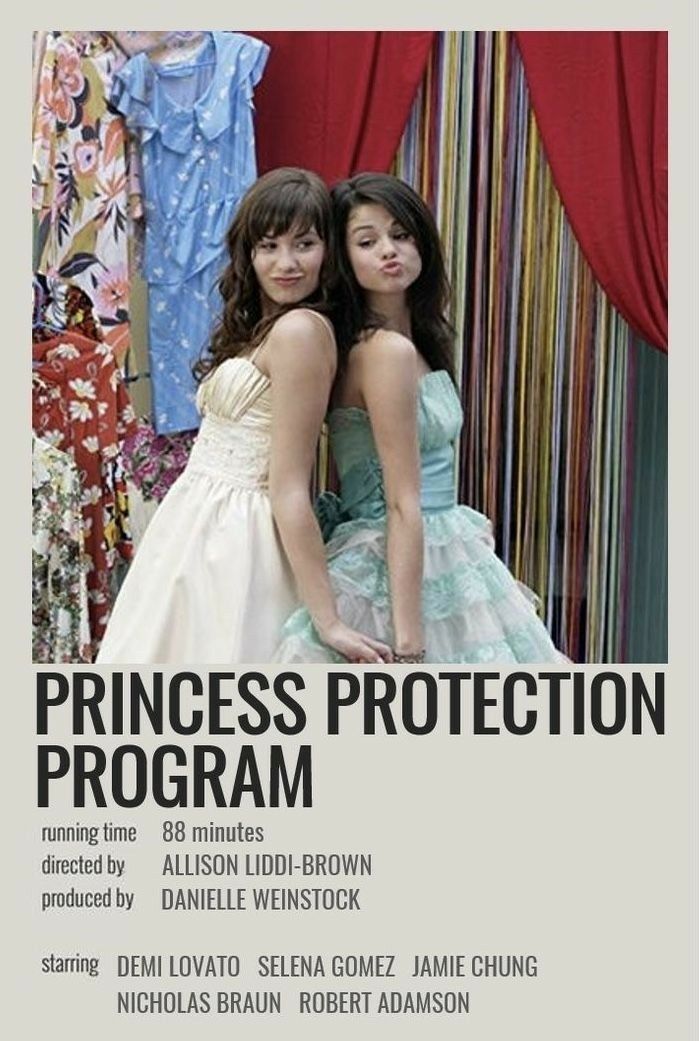 PRINCESS PROTECTION
PROGRAM
running time 88 minutes
directed by ALLISON LIDDI-BROWN
produced by DANIELLE WEINSTOCK
starring DEMI LOVATO SELENA GOMEZ JAMIE CHUNG
NICHOLAS BRAUN ROBERT ADAMSON